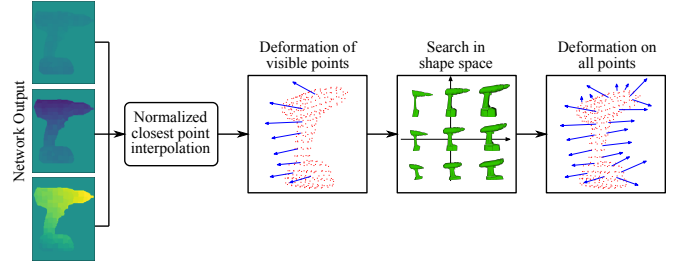 Network Output
Normalized
closest point
interpolation
Deformation of
visible points
Search in
shape space
Deformation on
all points